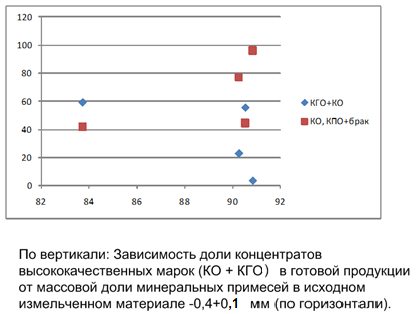 120
100
80
60
40
20
0
82 84 86 88 90 92
КГО+КО
КО, КПО+брак
По вертикали: Зависимость доли концентратов
высококачественных марок (КО + КГО) в готовой продукции
от массовой доли минеральных примесей в исходном
измельченном материале -0,4+0,1 мм (по горизонтали).